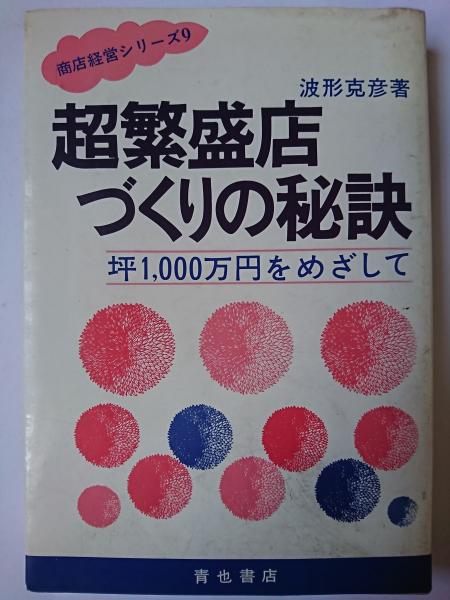 商店経営シリーズ9
波形克彦著
超繁盛店
づくりの秘訣
坪1,000万円をめざして
青也書店